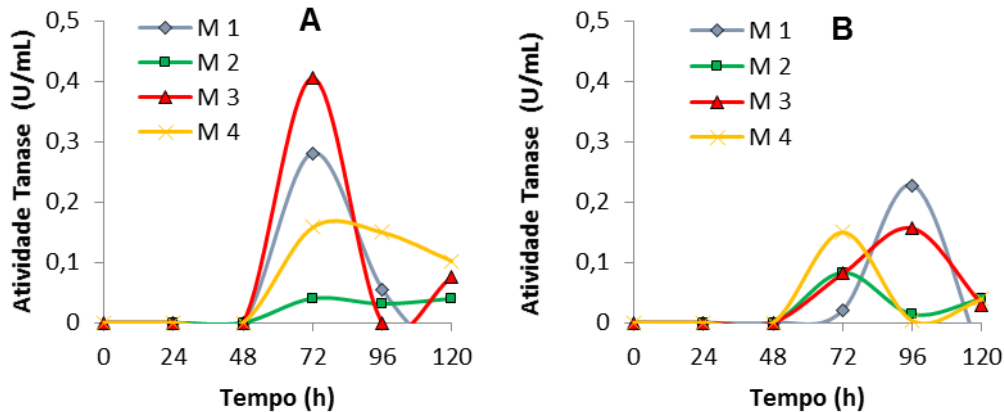 A
Atividade Tanase (U/mL)
0,5
0,4
0,3
0,2
0,1
0
M 1
M 2
M 3
M 4
0 24 48 72 96 120
Tempo (h)
B
Atividade Tanase (U/mL)
0,5
0,4
0,3
0,2
0,1
0
M 1
M 2
M 3
M 4
0 24 48 72 96 120
Tempo (h)